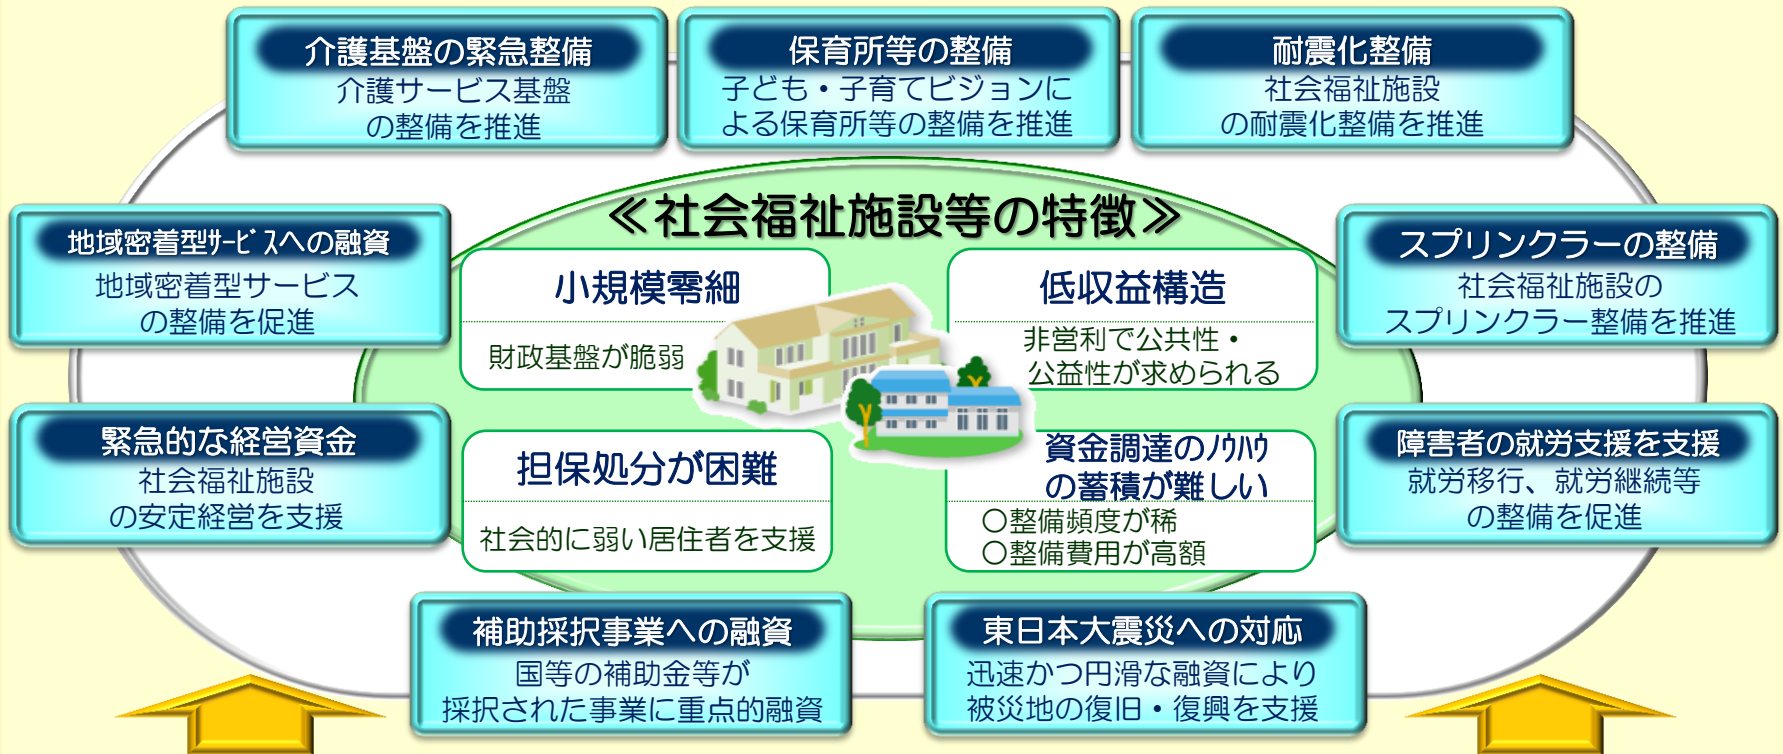 介護基盤の緊急整備
介護サービス基盤
の整備を推進
保育所等の整備
子ども・子育てビジョンに
よる保育所等の整備を推進
耐震化整備
社会福祉施設
の耐震化整備を推進
≪社会福祉施設等の特徴≫
地域密着型ｻｰﾋﾞｽへの融資
地域密着型サービス
の整備を促進
小規模零細
財政基盤が脆弱
低収益構造
非営利で公共性・
公益性が求められる
スプリンクラーの整備
社会福祉施設の
スプリンクラー整備を推進
緊急的な経営資金
社会福祉施設
の安定経営を支援
担保処分が困難
社会的に弱い居住者を支援
資金調達のﾉｳﾊｳ
の蓄積が難しい
○整備頻度が稀
○整備費用が高額
障害者の就労支援を支援
就労移行、就労継続等
の整備を促進
補助採択事業への融資
国等の補助金等が
採択された事業に重点的融資
東日本大震災への対応
迅速かつ円滑な融資により
被災地の復旧・復興を支援